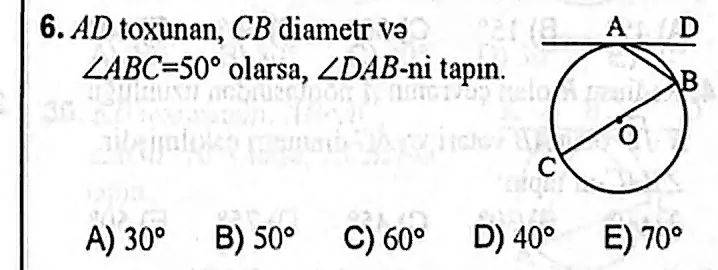 6. AD toxunan, CB diametr və
∠ABC=50° olarsa, ∠DAB-ni tapın.
A D
B
O
C
A) 30° B) 50° C) 60° D) 40° E) 70°